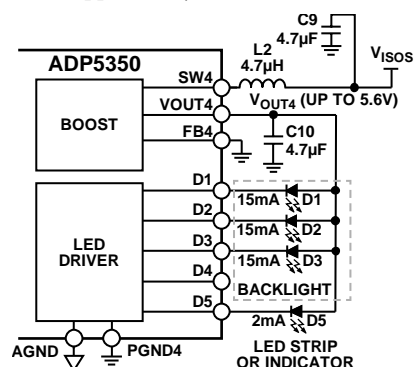 C9
4.7µF
ADP5350
L2
4.7µH
VISOS
SW4
VOUT4
VOUT4 (UP TO 5.6V)
BOOST
FB4
C10
4.7µF
D1
15mA
D1
D2
15mA
D2
LED
DRIVER
D3
15mA
D3
D4
BACKLIGHT
D5
2mA
D5
AGND
PGND4
LED STRIP
OR INDICATOR